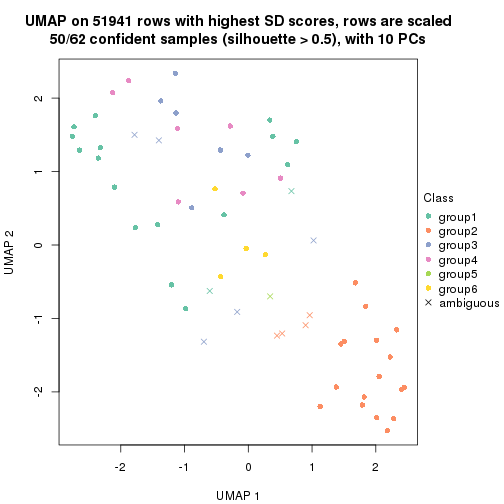 UMAP on 51941 rows with highest SD scores, rows are scaled
50/62 confident samples (silhouette > 0.5), with 10 PCs
2
1
0
-1
-2
UMAP 2
-2
-1
0
1
2
UMAP 1
Class
group1
group2
group3
group4
group5
group6
ambiguous